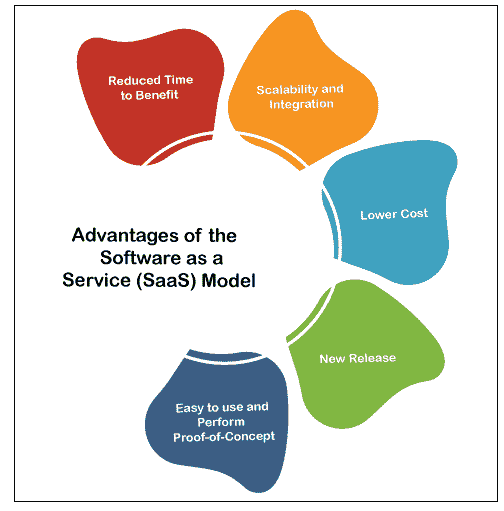 Reduced Time
to Benefit
Scalability and
Integration
Lower Cost
Advantages of the
Software as a
Service (SaaS) Model
New Release
Easy to use and
Perform
Proof-of-Concept